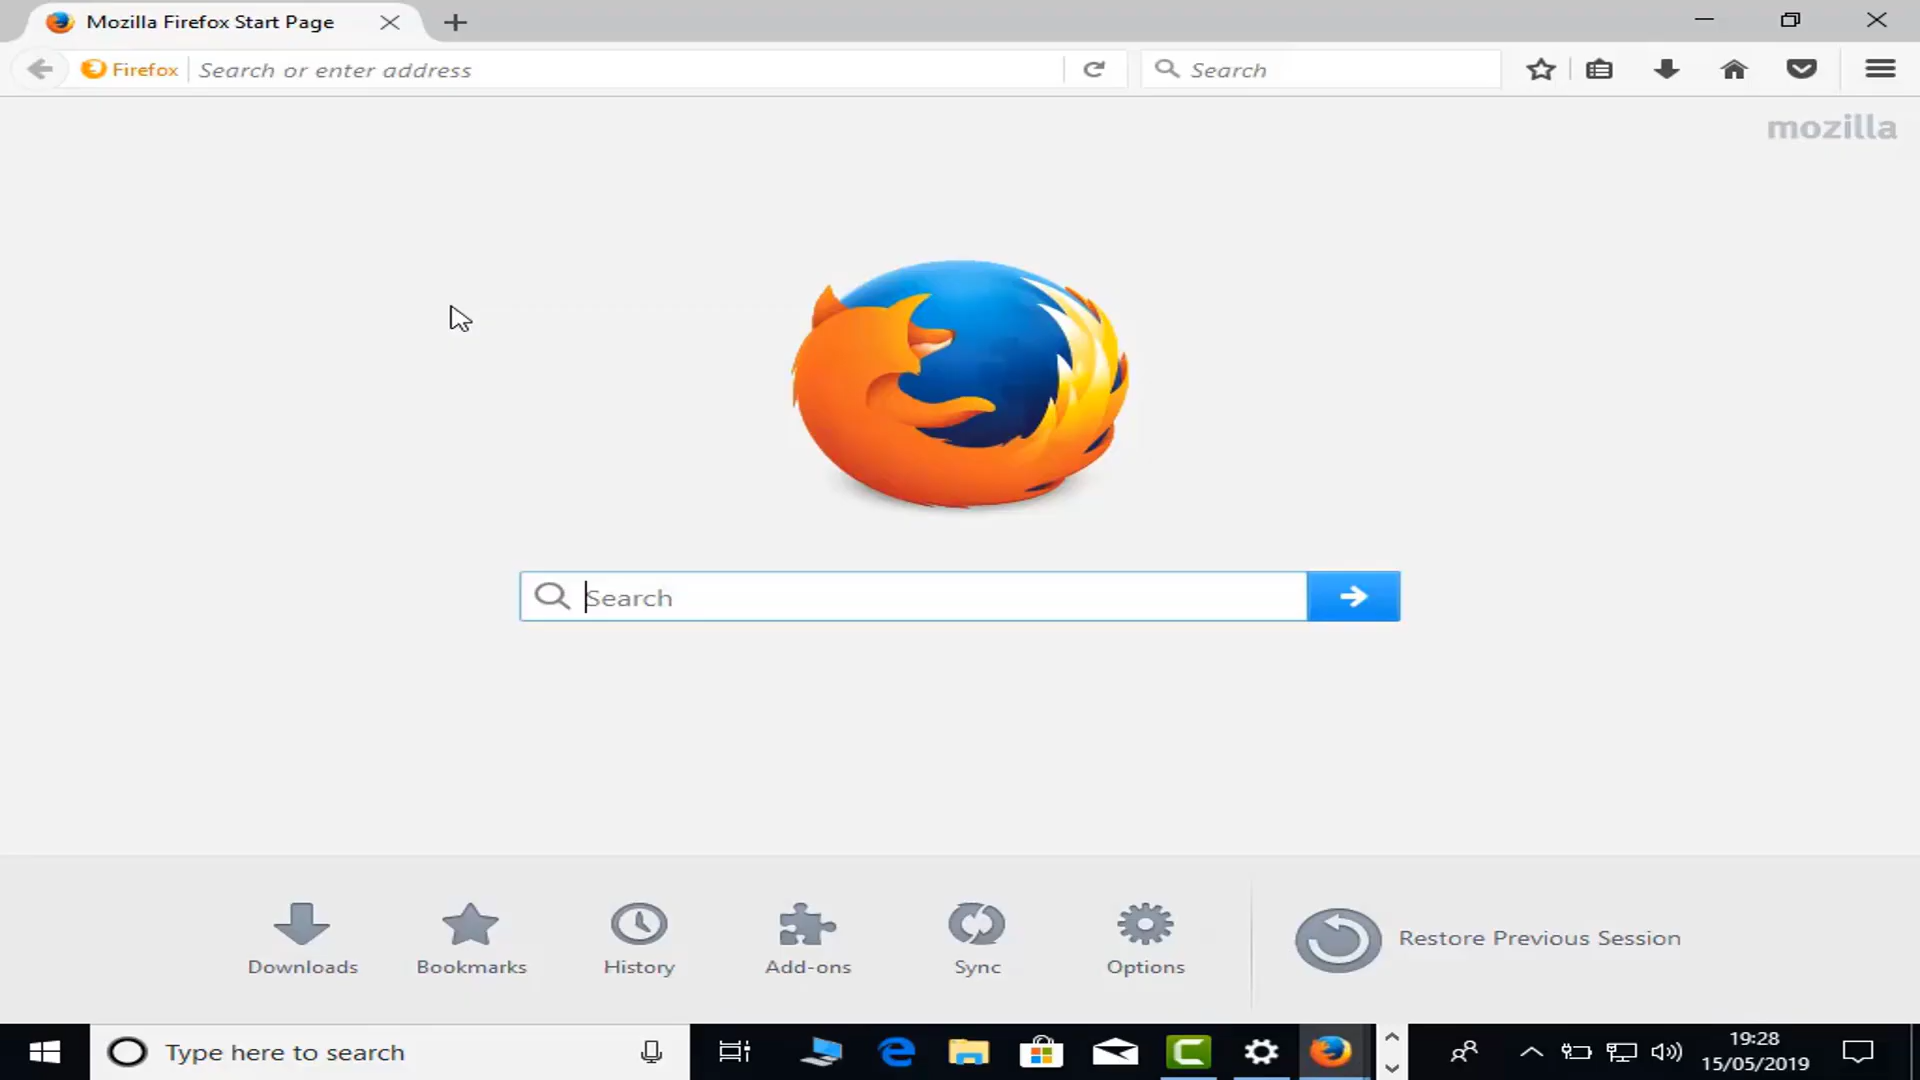 Mozilla Firefox Start Page
Firefox
Search or enter address
Search
mozilla
Search
Downloads
Bookmarks
History
Add-ons
Sync
Options
Restore Previous Session
Type here to search
19:28
15/05/2019